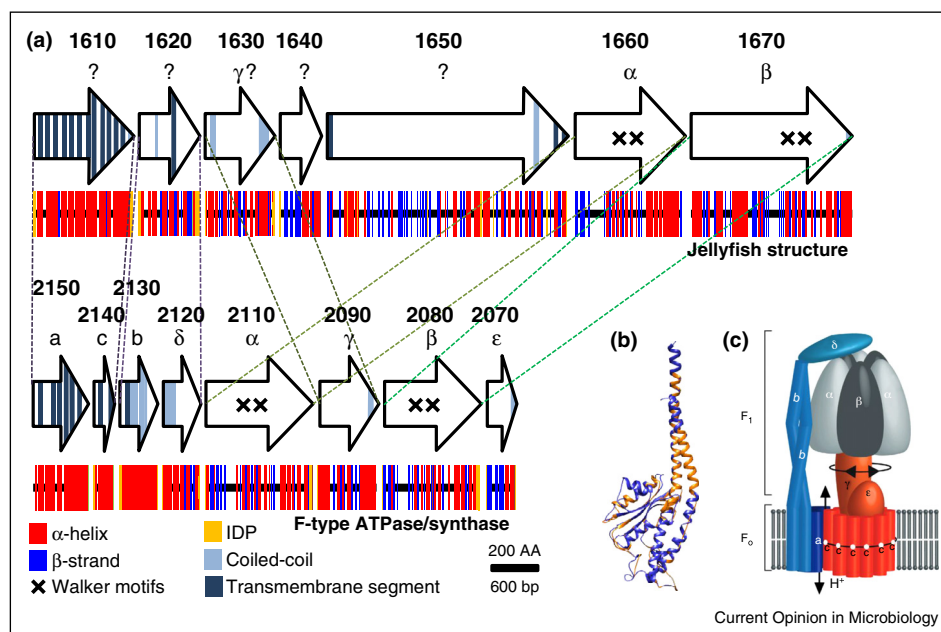 (a) 1610 1620 1630 1640 1650 1660 1670
? ? γ? ? ? α β
Jellyfish structure
2150 2140 2130 2120 2110 2090 2080 2070
a c b δ α γ β ε
F-type ATPase/synthase
α-helix
β-strand
Walker motifs
IDP
Coiled-coil
Transmembrane segment
200 AA
600 bp
(b)
(c)
δ
b α β α
F1
b
γ ε
Fo
a c c c c c c
H+
Current Opinion in Microbiology